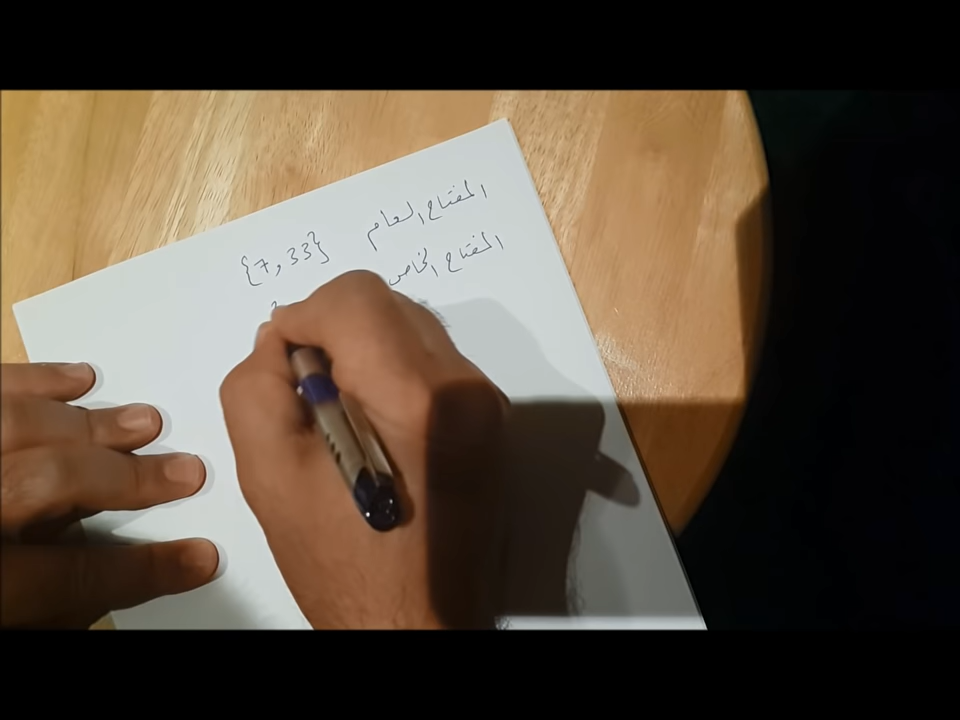 المفتاح العام {7, 33}
المفتاح الخاص